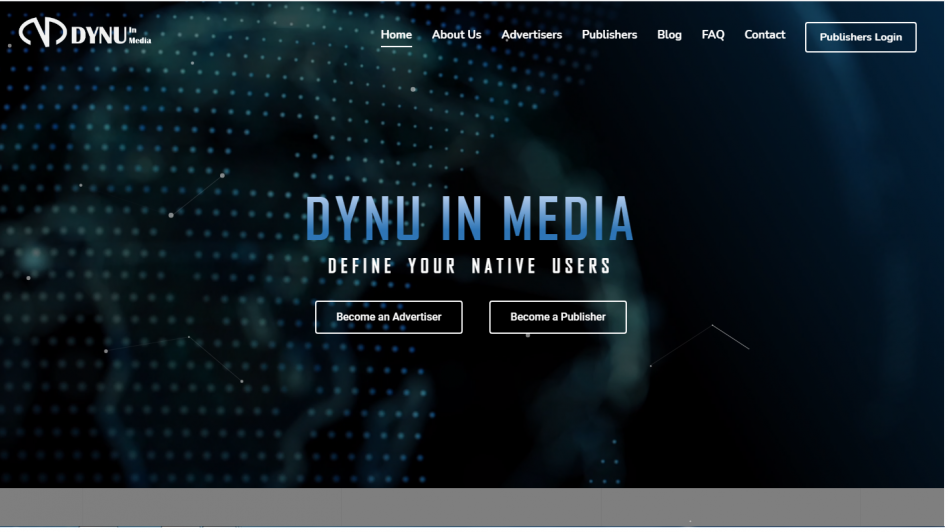 DYNU In Media
Home About Us Advertisers Publishers Blog FAQ Contact Publishers Login
DYNU IN MEDIA
DEFINE YOUR NATIVE USERS
Become an Advertiser Become a Publisher